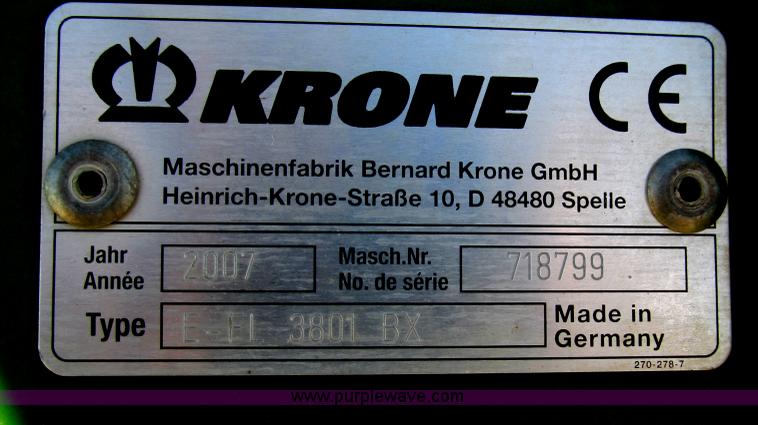 KRONE CE
Maschinenfabrik Bernard Krone GmbH
Heinrich-Krone-Straße 10, D 48480 Spelle
Jahr 2007 Masch.Nr. 718799
Année No. de série
Type E-FL 3801 BX Made in
Germany
270-278-7
www.purplewave.com